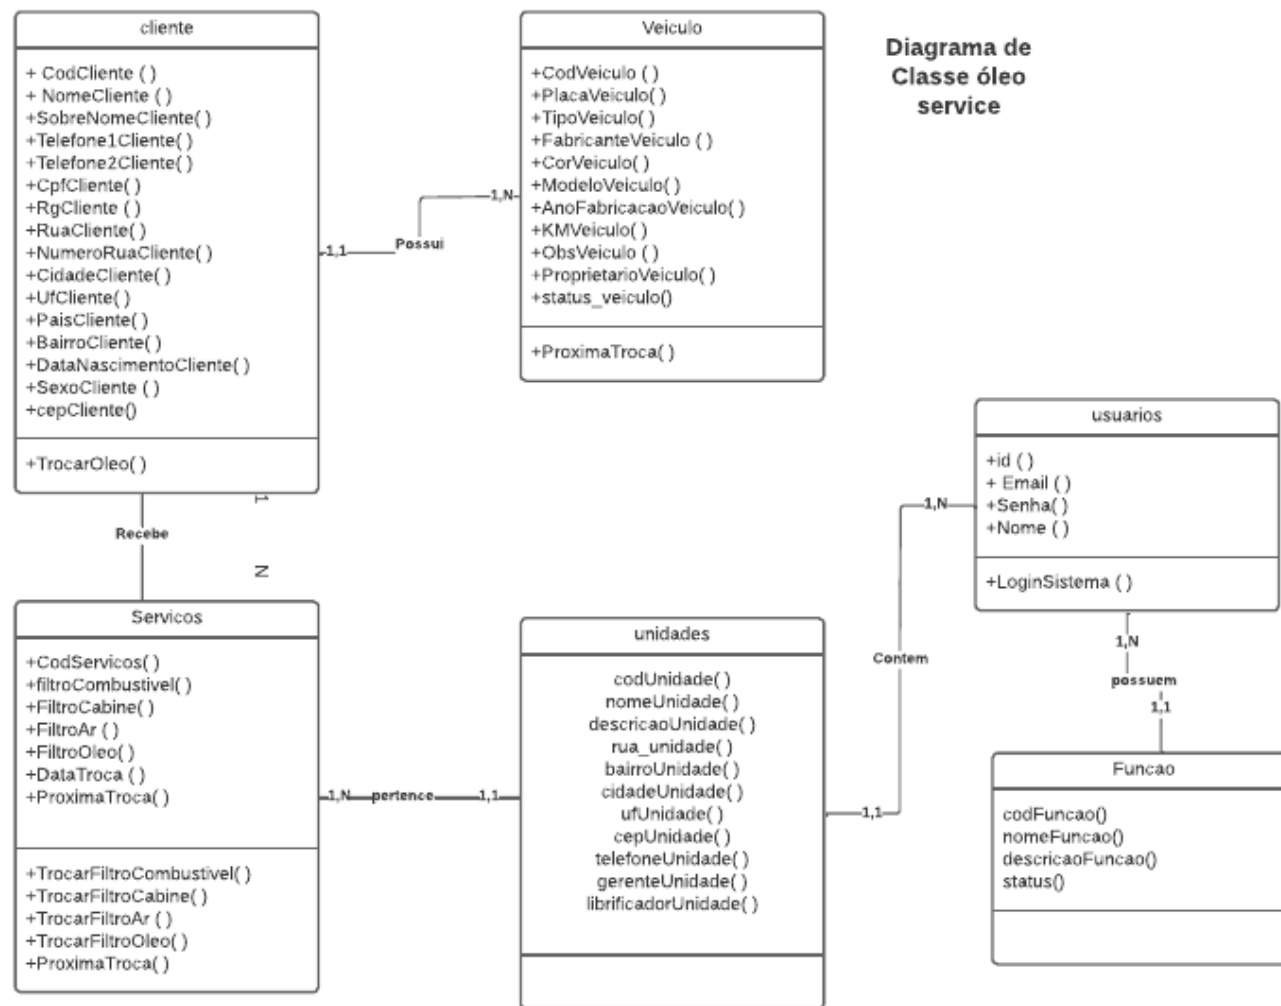 cliente
+ CodCliente ( )
+ NomeCliente ( )
+SobreNomeCliente( )
+Telefone1Cliente( )
+Telefone2Cliente( )
+CpfCliente( )
+RgCliente ( )
+RuaCliente( )
+NumeroRuaCliente( )
+CidadeCliente( )
+UfCliente( )
+PaisCliente( )
+BairroCliente( )
+DataNascimentoCliente( )
+SexoCliente ( )
+cepCliente()
+TrocarOleo( )
1,1
Possui
1,N
Veiculo
+CodVeiculo ( )
+PlacaVeiculo( )
+TipoVeiculo( )
+FabricanteVeiculo ( )
+CorVeiculo( )
+ModeloVeiculo( )
+AnoFabricacaoVeiculo( )
+KMVeiculo( )
+ObsVeiculo ( )
+ProprietarioVeiculo( )
+status_veiculo()
+ProximaTroca( )
Diagrama de
Classe óleo
service
1
Recebe
N
Servicos
+CodServicos( )
+filtroCombustivel( )
+FiltroCabine( )
+FiltroAr ( )
+FiltroOleo( )
+DataTroca ( )
+ProximaTroca( )
+TrocarFiltroCombustivel( )
+TrocarFiltroCabine( )
+TrocarFiltroAr ( )
+TrocarFiltroOleo( )
+ProximaTroca( )
1,N
pertence
1,1
unidades
codUnidade( )
nomeUnidade( )
descricaoUnidade( )
rua_unidade( )
bairroUnidade( )
cidadeUnidade( )
ufUnidade( )
cepUnidade( )
telefoneUnidade( )
gerenteUnidade( )
librificadorUnidade( )
1,1
Contem
1,N
usuarios
+id ( )
+ Email ( )
+Senha( )
+Nome ( )
+LoginSistema ( )
1,N
possuem
1,1
Funcao
codFuncao()
nomeFuncao()
descricaoFuncao()
status()